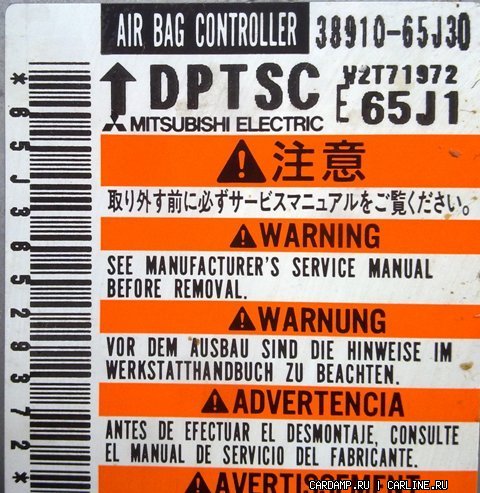 AIR BAG CONTROLLER 38910-65J30
DPTSC W2T71972
E 65J1
MITSUBISHI ELECTRIC
注意
取り外す前に必ずサービスマニュアルをご覧ください。
WARNING
SEE MANUFACTURER'S SERVICE MANUAL
BEFORE REMOVAL.
WARNUNG
VOR DEM AUSBAU SIND DIE HINWEISE IM
WERKSTATTHANDBUCH ZU BEACHTEN.
ADVERTENCIA
ANTES DE EFECTUAR EL DESMONTAJE, CONSULTE
EL MANUAL DE SERVICIO DEL FABRICANTE.
AVERTISSEMENT
*65J36529372*
CARDAMP.RU | CARLINE.RU